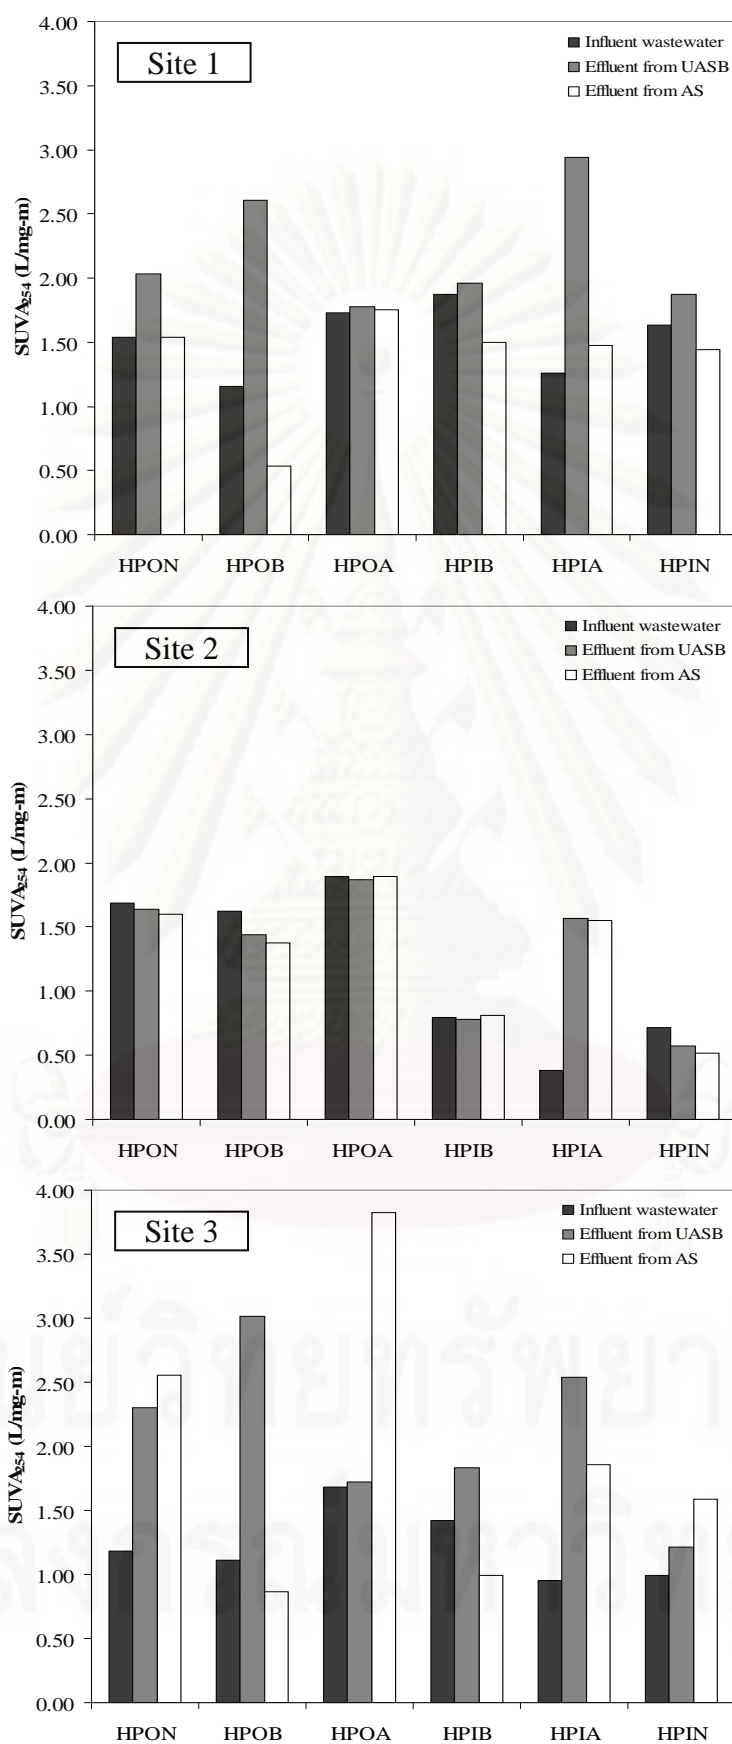 4.00
Site 1
Influent wastewater
Effluent from UASB
Effluent from AS
3.50
3.00
2.50
2.00
1.50
1.00
0.50
0.00
SUVA254 (L/mg-m)
HPON HPOB HPOA HPIB HPIA HPIN
4.00
Site 2
Influent wastewater
Effluent from UASB
Effluent from AS
3.50
3.00
2.50
2.00
1.50
1.00
0.50
0.00
SUVA254 (L/mg-m)
HPON HPOB HPOA HPIB HPIA HPIN
4.00
Site 3
Influent wastewater
Effluent from UASB
Effluent from AS
3.50
3.00
2.50
2.00
1.50
1.00
0.50
0.00
SUVA254 (L/mg-m)
HPON HPOB HPOA HPIB HPIA HPIN